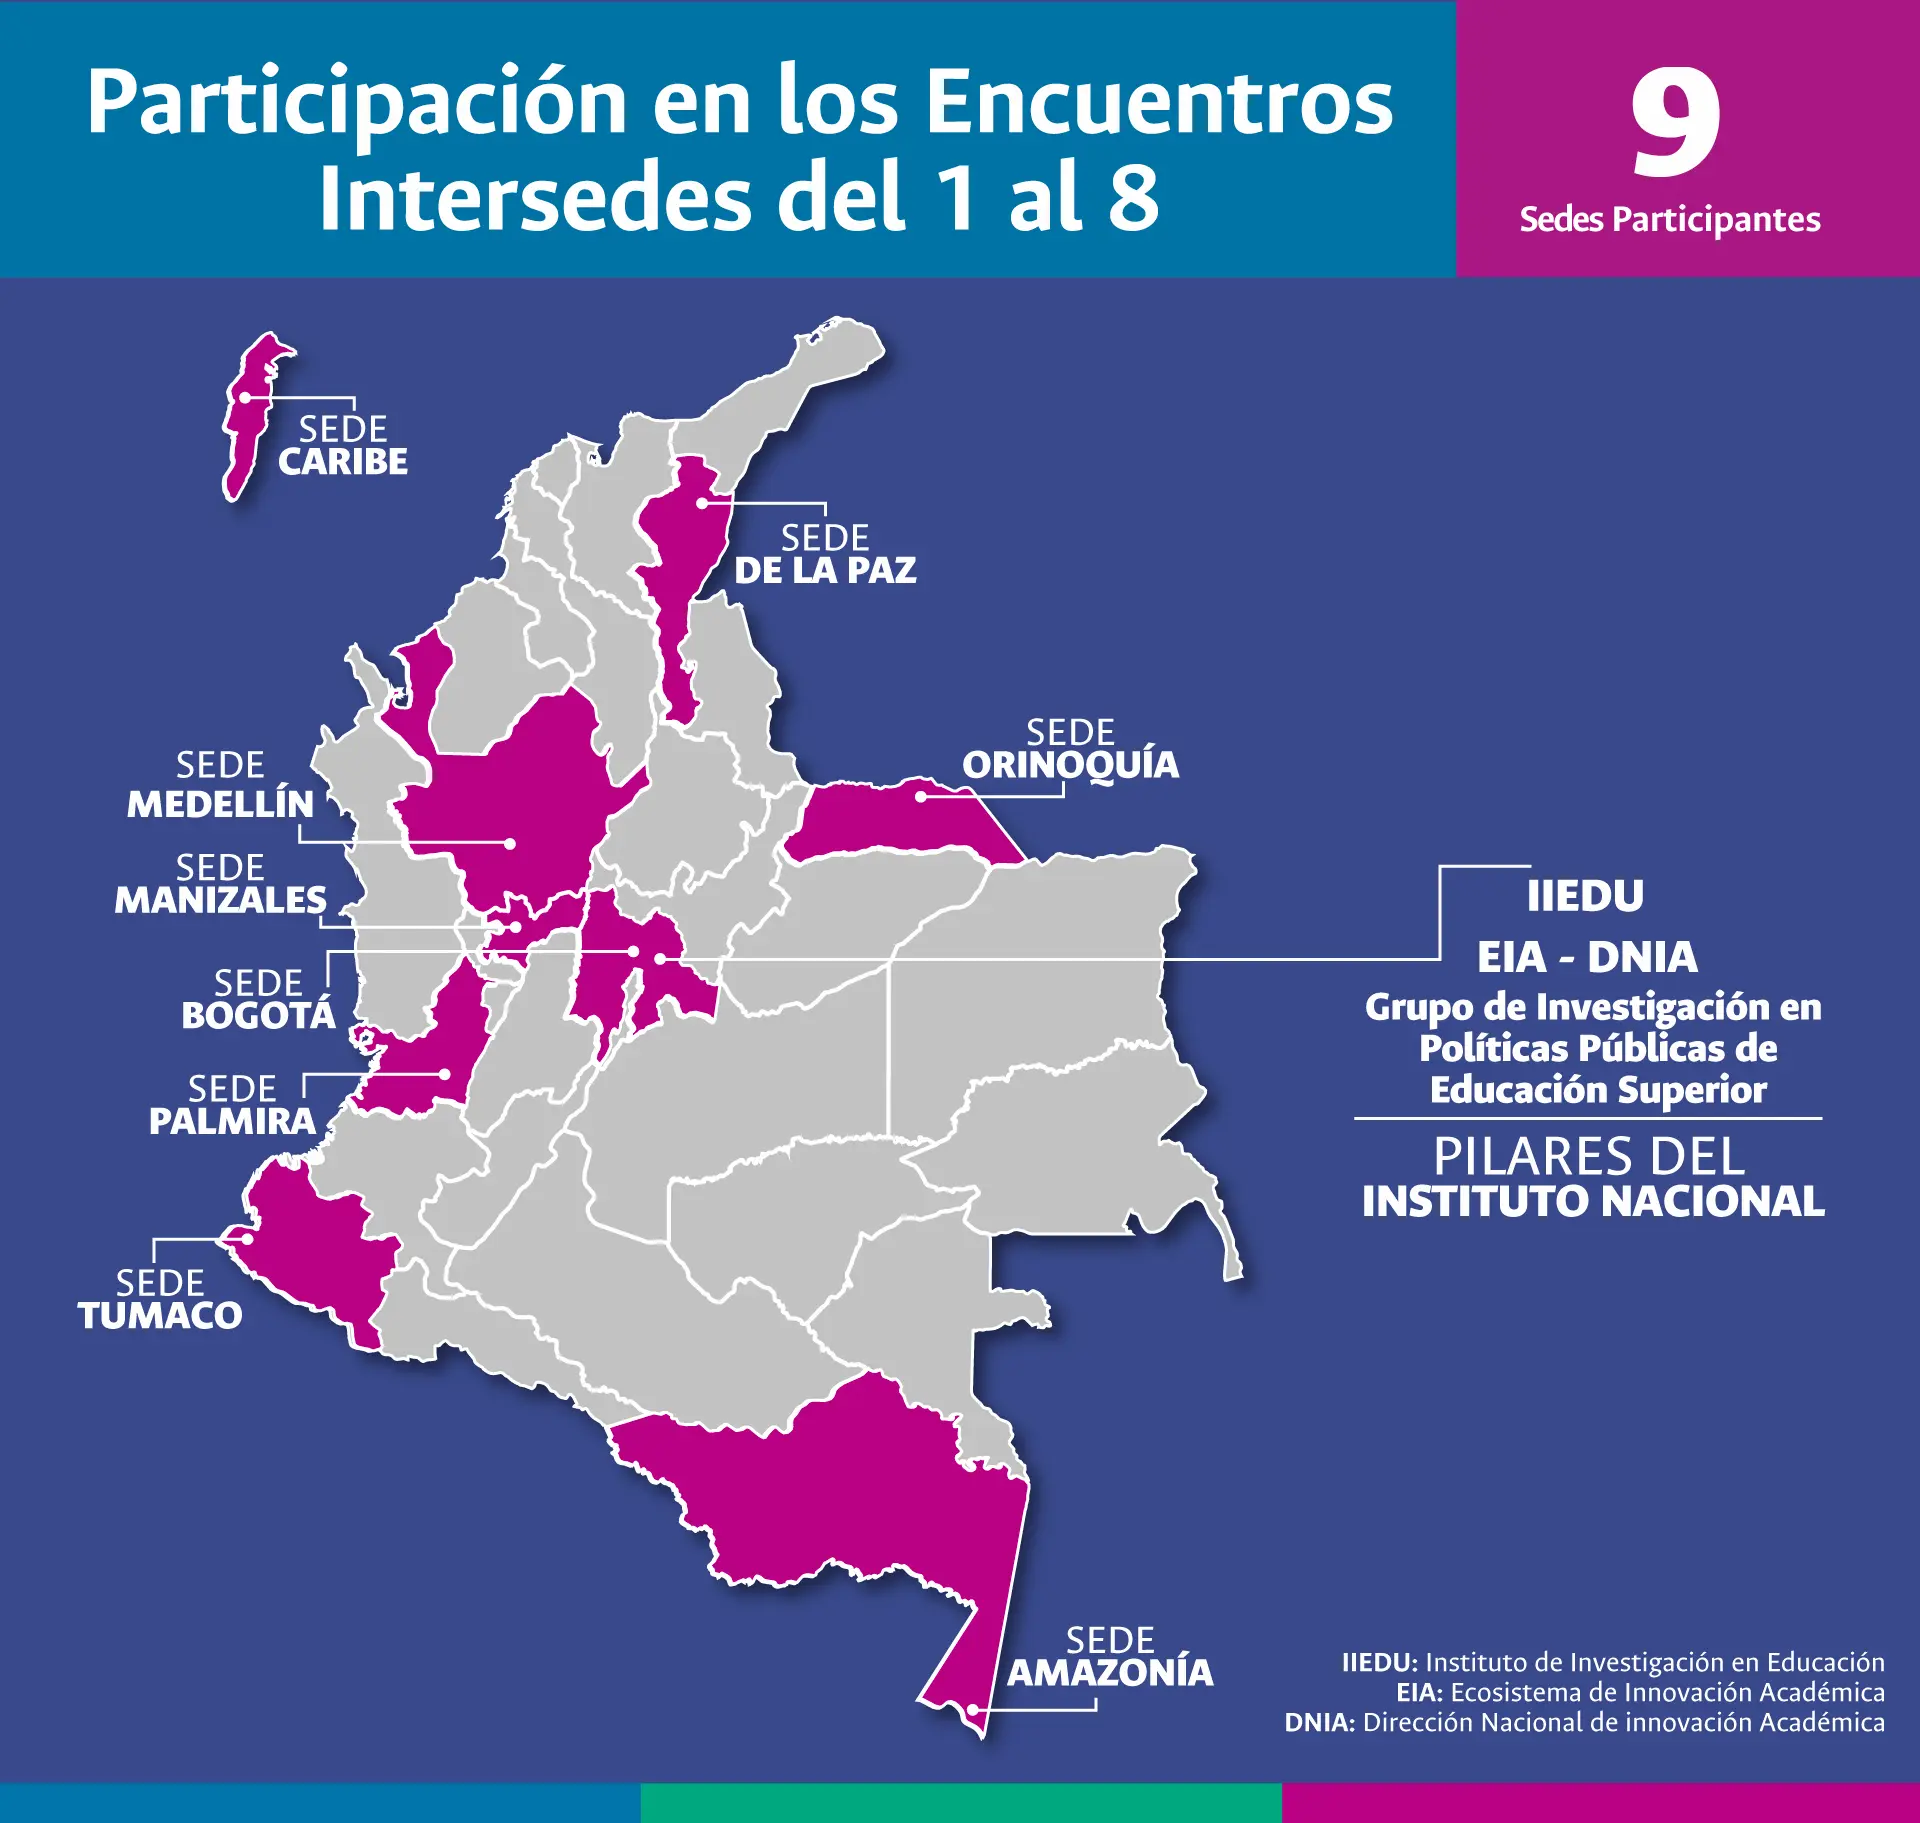 Participación en los Encuentros
Intersedes del 1 al 8
9
Sedes Participantes
SEDE
CARIBE
SEDE
DE LA PAZ
SEDE
ORINOQUÍA
SEDE
MEDELLÍN
SEDE
MANIZALES
SEDE
BOGOTÁ
SEDE
PALMIRA
SEDE
TUMACO
SEDE
AMAZONÍA
IIEDU
EIA - DNIA
Grupo de Investigación en
Políticas Públicas de
Educación Superior
PILARES DEL
INSTITUTO NACIONAL
IIEDU: Instituto de Investigación en Educación
EIA: Ecosistema de Innovación Académica
DNIA: Dirección Nacional de innovación Académica